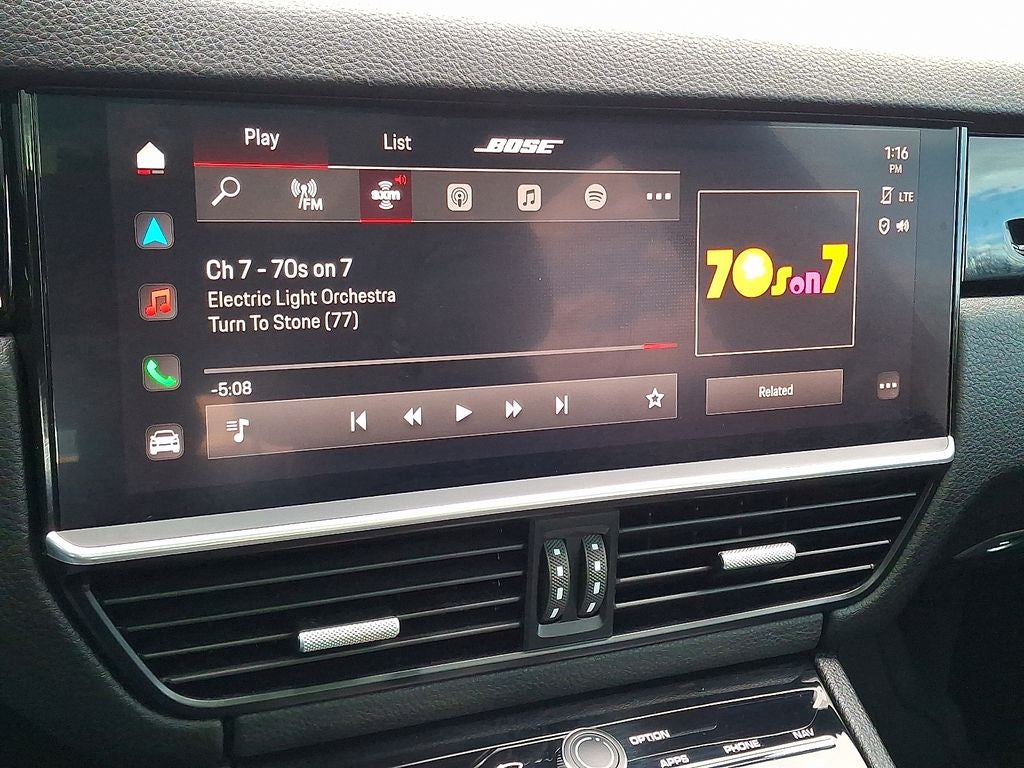 Play
List
BOSE
1:16
PM
FM
sxm
LTE
Ch 7 - 70s on 7
Electric Light Orchestra
Turn To Stone (77)
70s on 7
-5:08
Related
OPTION
APPS
PHONE
NAV